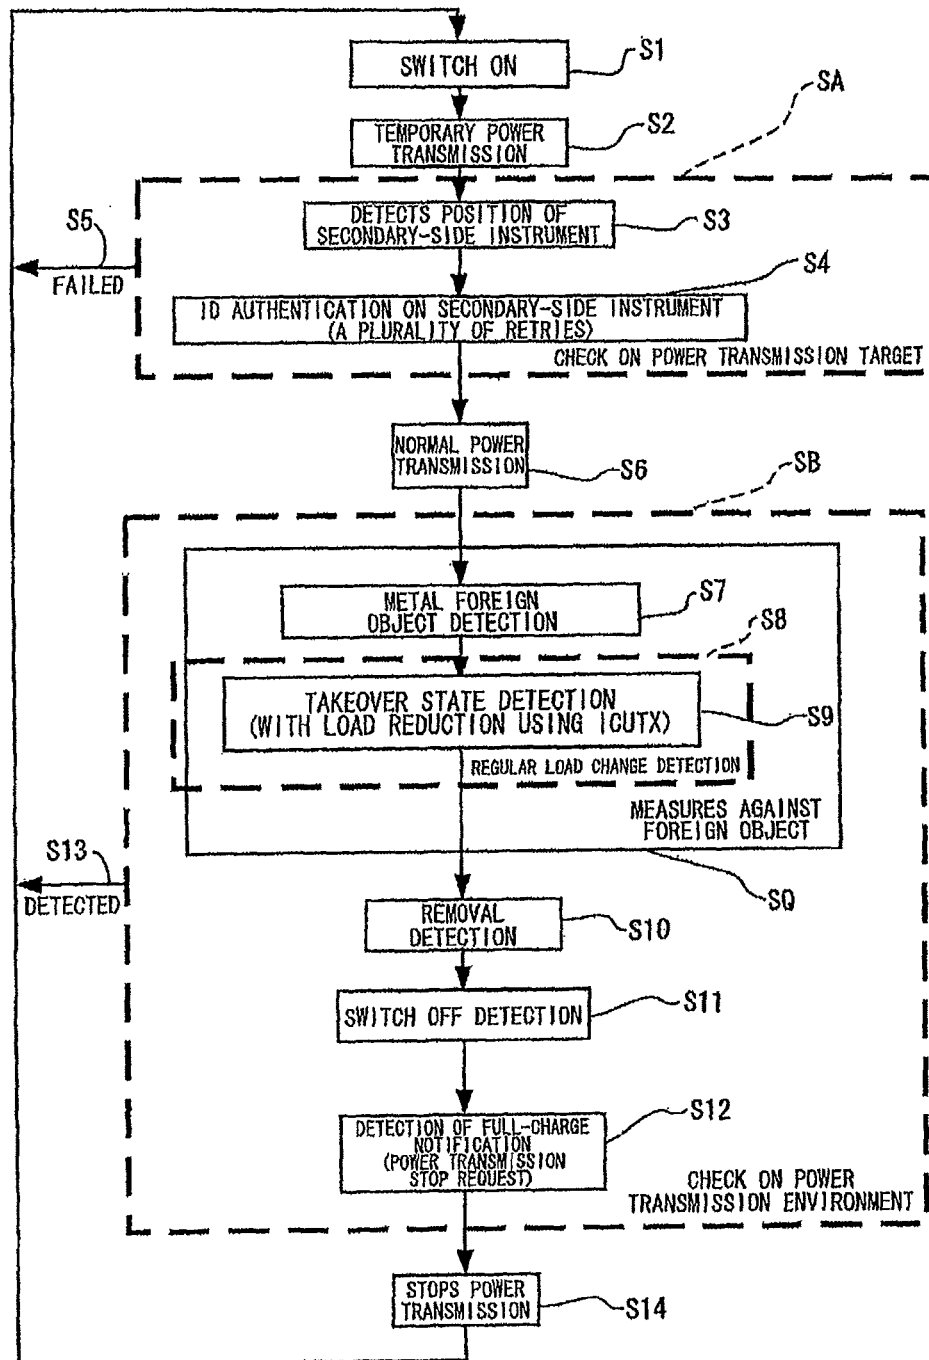 SWITCH ON
S1
TEMPORARY POWER
TRANSMISSION
S2
SA
DETECTS POSITION OF
SECONDARY-SIDE INSTRUMENT
S3
S5
FAILED
S4
ID AUTHENTICATION ON SECONDARY-SIDE INSTRUMENT
(A PLURALITY OF RETRIES)
CHECK ON POWER TRANSMISSION TARGET
NORMAL POWER
TRANSMISSION
S6
SB
METAL FOREIGN
OBJECT DETECTION
S7
S8
TAKEOVER STATE DETECTION
(WITH LOAD REDUCTION USING ICUTX)
S9
REGULAR LOAD CHANGE DETECTION
MEASURES AGAINST
FOREIGN OBJECT
SQ
S13
DETECTED
REMOVAL
DETECTION
S10
SWITCH OFF DETECTION
S11
DETECTION OF FULL-CHARGE
NOTIFICATION
(POWER TRANSMISSION
STOP REQUEST)
S12
CHECK ON POWER
TRANSMISSION ENVIRONMENT
STOPS POWER
TRANSMISSION
S14